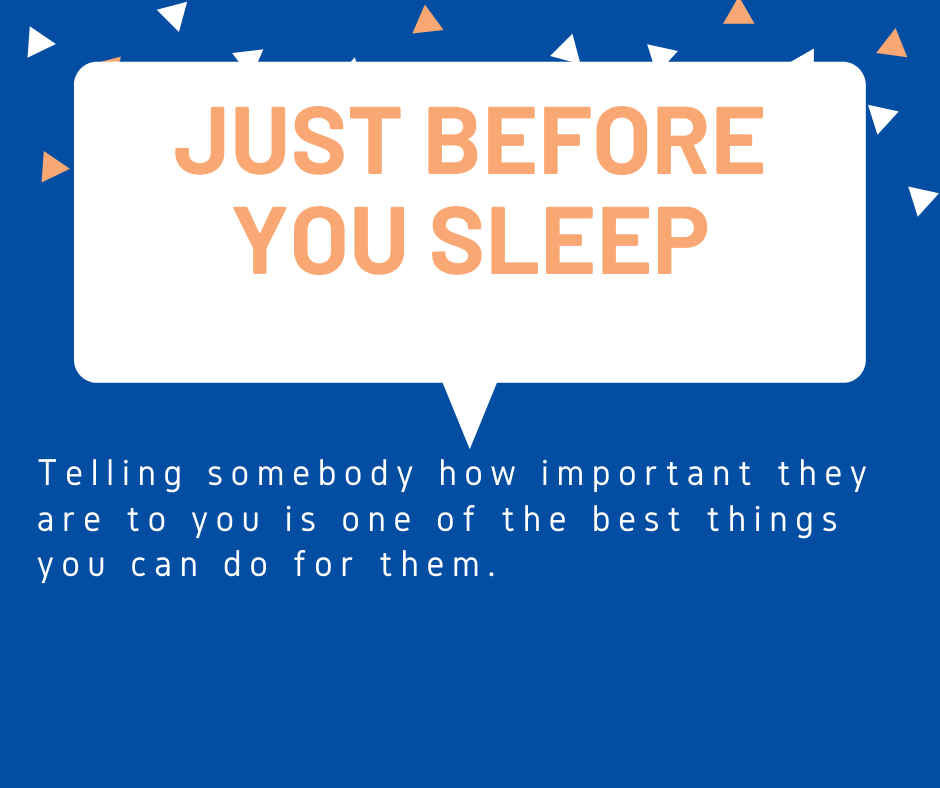 JUST BEFORE
YOU SLEEP
Telling somebody how important they
are to you is one of the best things
you can do for them.